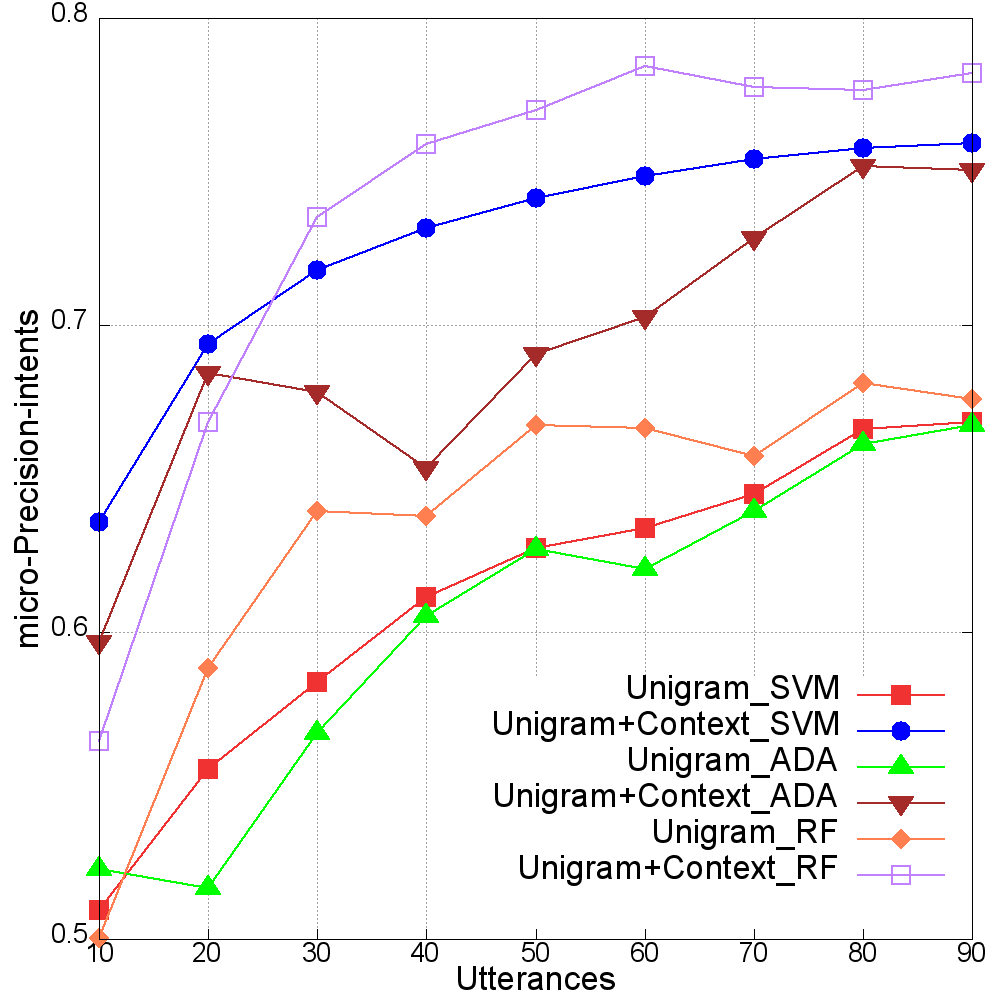 0.8
0.7
0.6
0.5
micro-Precision-intents
Unigram_SVM
Unigram+Context_SVM
Unigram_ADA
Unigram+Context_ADA
Unigram_RF
Unigram+Context_RF
10 20 30 40 50 60 70 80 90
Utterances